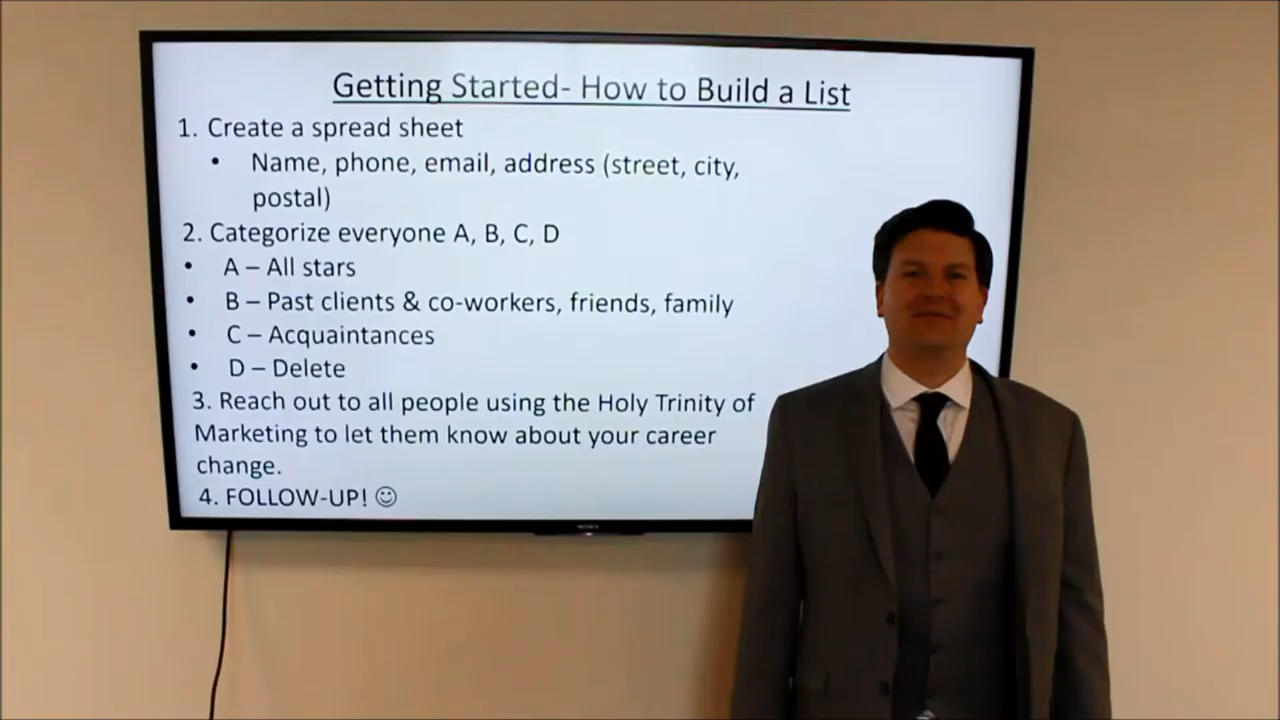 Getting Started- How to Build a List
1. Create a spread sheet
• Name, phone, email, address (street, city,
postal)
2. Categorize everyone A, B, C, D
• A – All stars
• B – Past clients & co-workers, friends, family
• C – Acquaintances
• D – Delete
3. Reach out to all people using the Holy Trinity of
Marketing to let them know about your career
change.
4. FOLLOW-UP! ☺
SONY